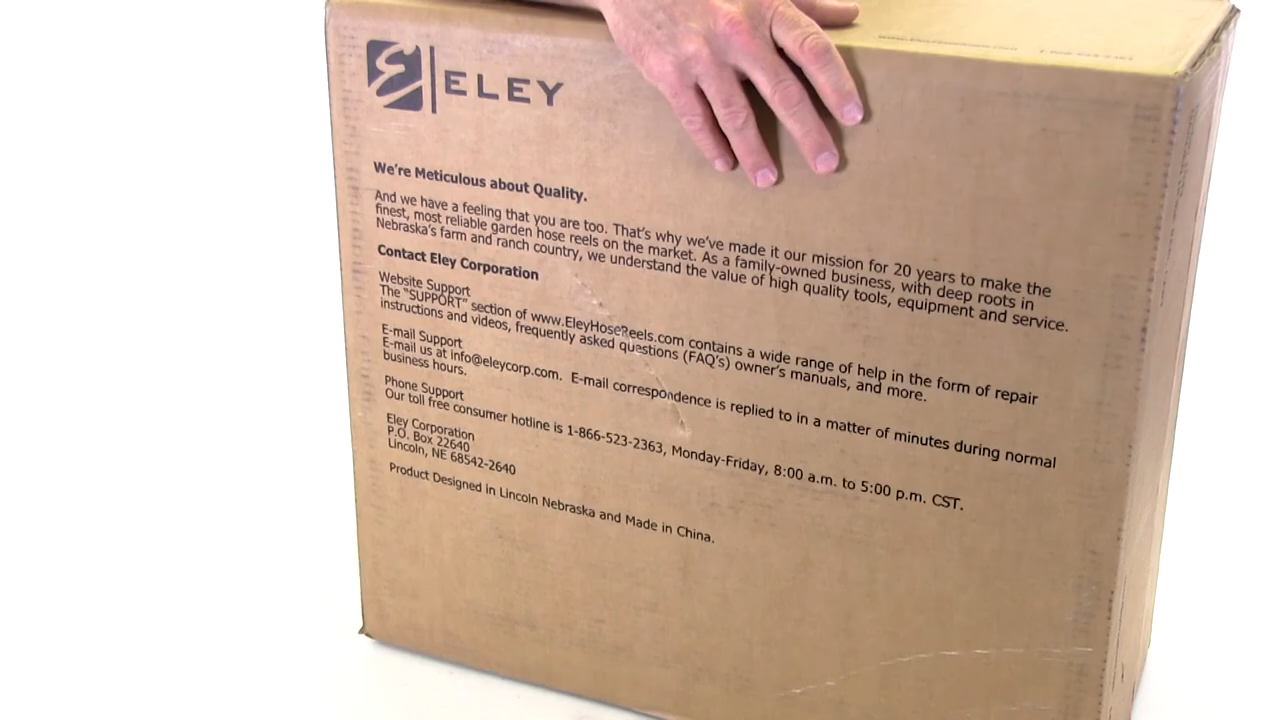 ELEY
We're Meticulous about Quality.
And we have a feeling that you are too. That's why we've made it our mission for 20 years to make the
finest, most reliable garden hose reels on the market. As a family-owned business, with deep roots in
Nebraska's farm and ranch country, we understand the value of high quality tools, equipment and service.
Contact Eley Corporation
Website Support
The "SUPPORT" section of www.EleyHoseReels.com contains a wide range of help in the form of repair
instructions and videos, frequently asked questions (FAQ's) owner's manuals, and more.
E-mail Support
E-mail us at info@eleycorp.com. E-mail correspondence is replied to in a matter of minutes during normal
business hours.
Phone Support
Our toll free consumer hotline is 1-866-523-2363, Monday-Friday, 8:00 a.m. to 5:00 p.m. CST.
Eley Corporation
P.O. Box 22640
Lincoln, NE 68542-2640
Product Designed in Lincoln Nebraska and Made in China.